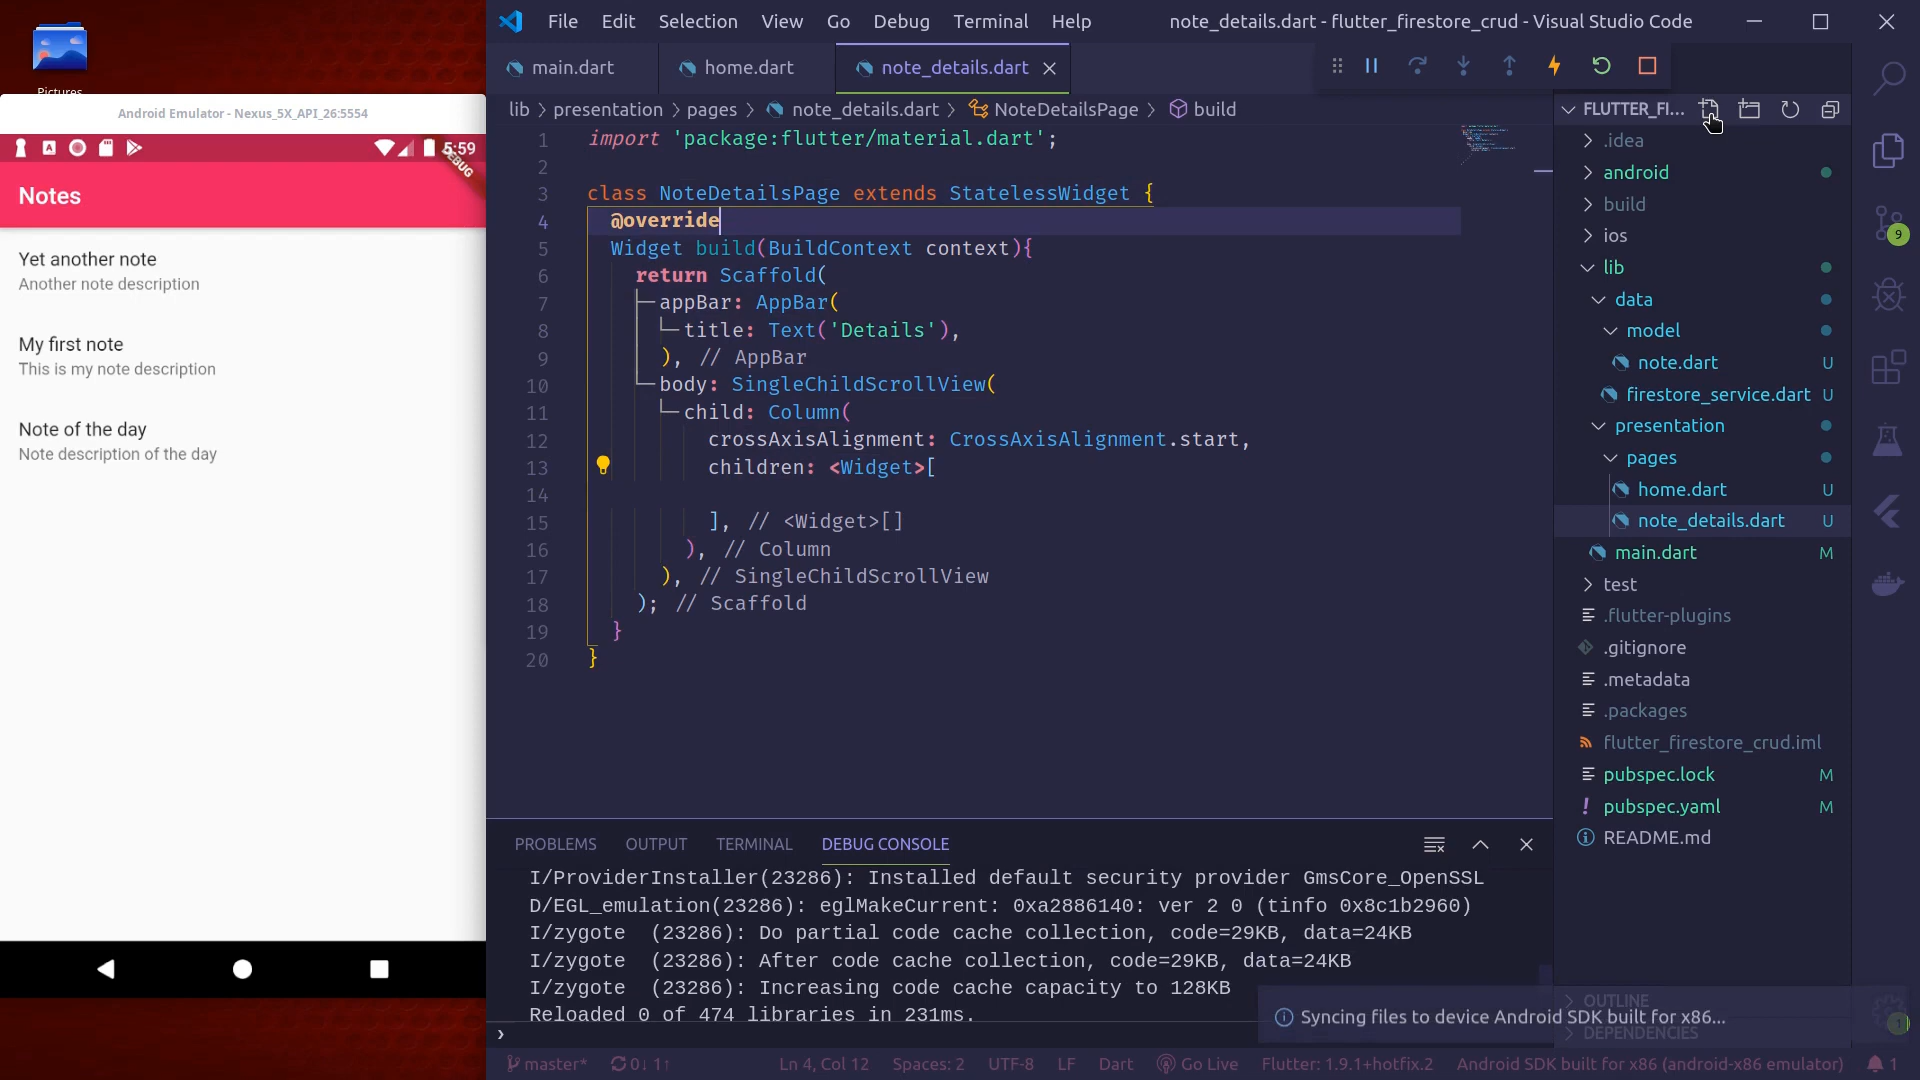 Pictures
Android Emulator - Nexus_5X_API_26:5554
5:59
DEBUG
Notes
Yet another note
Another note description
My first note
This is my note description
Note of the day
Note description of the day
File Edit Selection View Go Debug Terminal Help
note_details.dart - flutter_firestore_crud - Visual Studio Code
main.dart home.dart note_details.dart
lib > presentation > pages > note_details.dart > NoteDetailsPage > build
1 import 'package:flutter/material.dart';
2
3 class NoteDetailsPage extends StatelessWidget {
4 @override
5 Widget build(BuildContext context){
6 return Scaffold(
7 appBar: AppBar(
8 title: Text('Details'),
9 ), // AppBar
10 body: SingleChildScrollView(
11 child: Column(
12 crossAxisAlignment: CrossAxisAlignment.start,
13 children: <Widget>[
14
15 ], // <Widget>[]
16 ), // Column
17 ), // SingleChildScrollView
18 ); // Scaffold
19 }
20 }
FLUTTER_FI...
.idea
android
build
ios
lib
data
model
note.dart U
firestore_service.dart U
presentation
pages
home.dart U
note_details.dart U
main.dart M
test
.flutter-plugins
.gitignore
.metadata
.packages
flutter_firestore_crud.iml
pubspec.lock M
pubspec.yaml M
README.md
OUTLINE
DEPENDENCIES
9
1
PROBLEMS OUTPUT TERMINAL DEBUG CONSOLE
I/ProviderInstaller(23286): Installed default security provider GmsCore_OpenSSL
D/EGL_emulation(23286): eglMakeCurrent: 0xa2886140: ver 2 0 (tinfo 0x8c1b2960)
I/zygote  (23286): Do partial code cache collection, code=29KB, data=24KB
I/zygote  (23286): After code cache collection, code=29KB, data=24KB
I/zygote  (23286): Increasing code cache capacity to 128KB
Reloaded 0 of 474 libraries in 231ms.
Syncing files to device Android SDK built for x86...
master* 0↓ 1↑ Ln 4, Col 12 Spaces: 2 UTF-8 LF Dart Go Live Flutter: 1.9.1+hotfix.2 Android SDK built for x86 (android-x86 emulator) 1